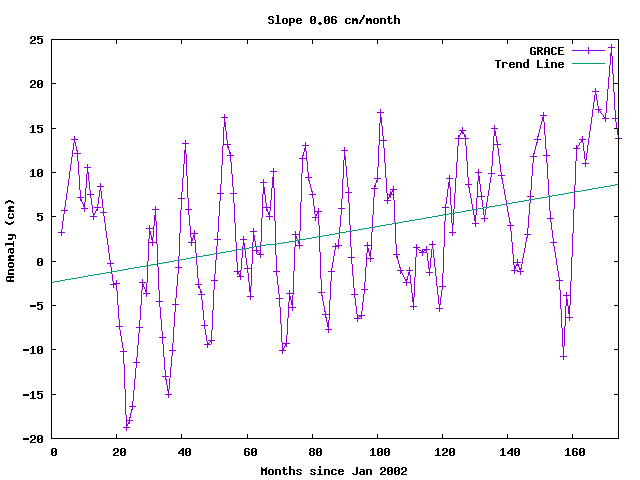 Slope 0.06 cm/month
GRACE
Trend Line
25
20
15
10
5
0
-5
-10
-15
-20
Anomaly (cm)
0 20 40 60 80 100 120 140 160
Months since Jan 2002